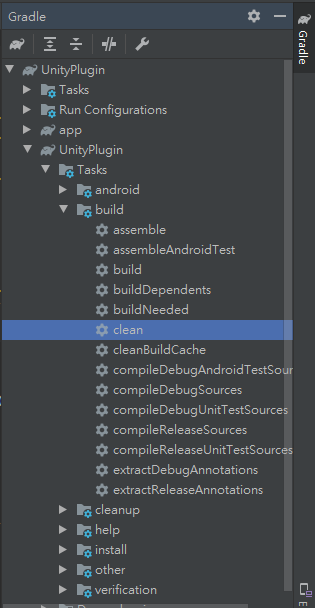 Gradle
Gradle
UnityPlugin
Tasks
Run Configurations
app
UnityPlugin
Tasks
android
build
assemble
assembleAndroidTest
build
buildDependents
buildNeeded
clean
cleanBuildCache
compileDebugAndroidTestSour
compileDebugSources
compileDebugUnitTestSources
compileReleaseSources
compileReleaseUnitTestSources
extractDebugAnnotations
extractReleaseAnnotations
cleanup
help
install
other
verification